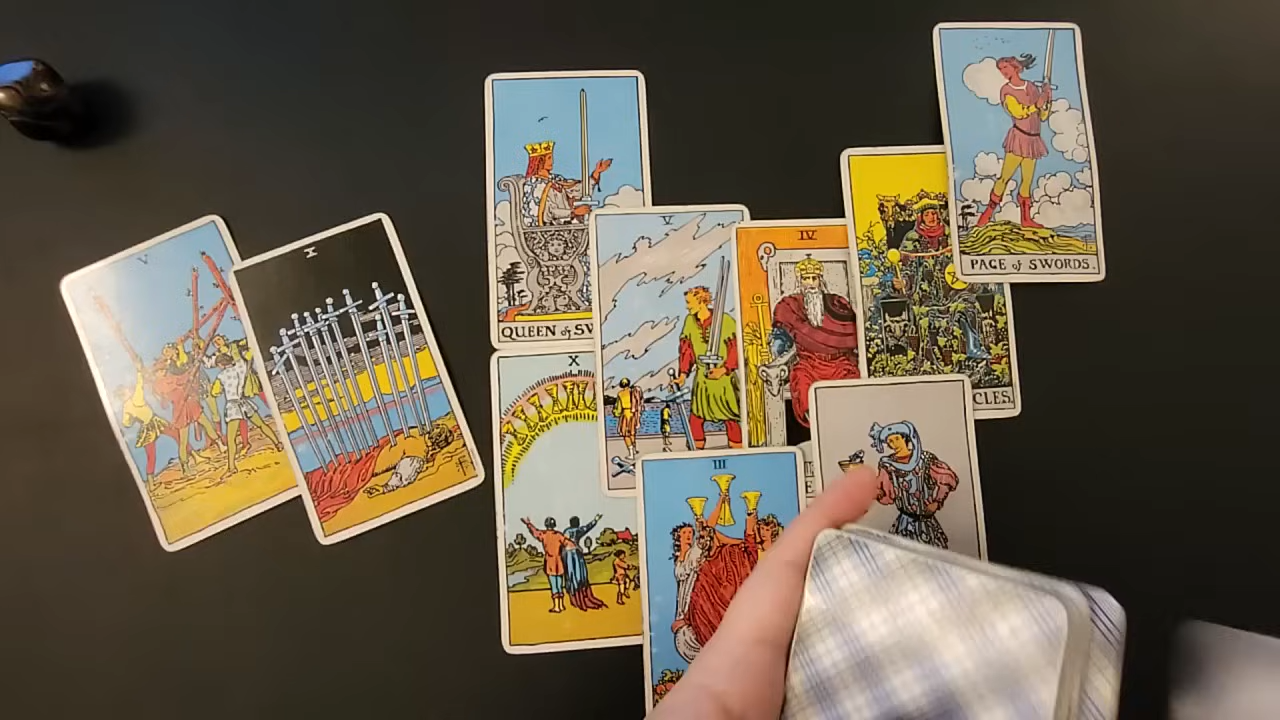 V
X
QUEEN of SW
X
V
III
IV
CLES.
PAGE of SWORDS.